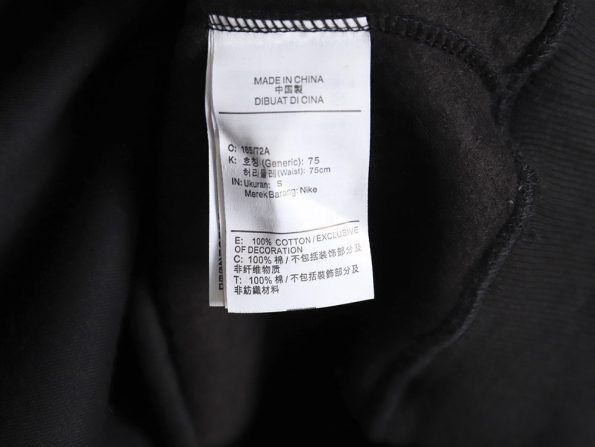 MADE IN CHINA
中国製
DIBUAT DI CINA
C: 165/72A
K: 호칭 (Generic): 75
허리둘레 (Waist): 75cm
IN: Ukuran: S
Merek Barang: Nike
E: 100% COTTON / EXCLUSIVE
OF DECORATION
C: 100% 棉 / 不包括装饰部分及
非纤维物质
T: 100% 棉 / 不包括裝飾部分及
非紡織材料